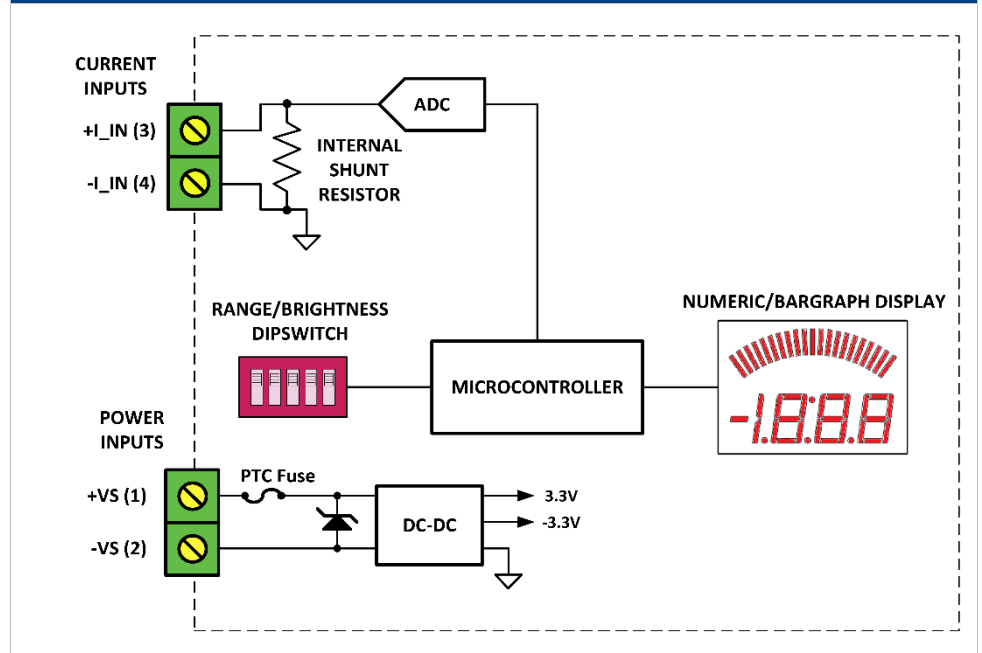 CURRENT
INPUTS
+I_IN (3)
-I_IN (4)
ADC
INTERNAL
SHUNT
RESISTOR
RANGE/BRIGHTNESS
DIPSWITCH
MICROCONTROLLER
NUMERIC/BARGRAPH DISPLAY
-1.8:8.8
POWER
INPUTS
+VS (1)
-VS (2)
PTC Fuse
DC-DC
3.3V
-3.3V